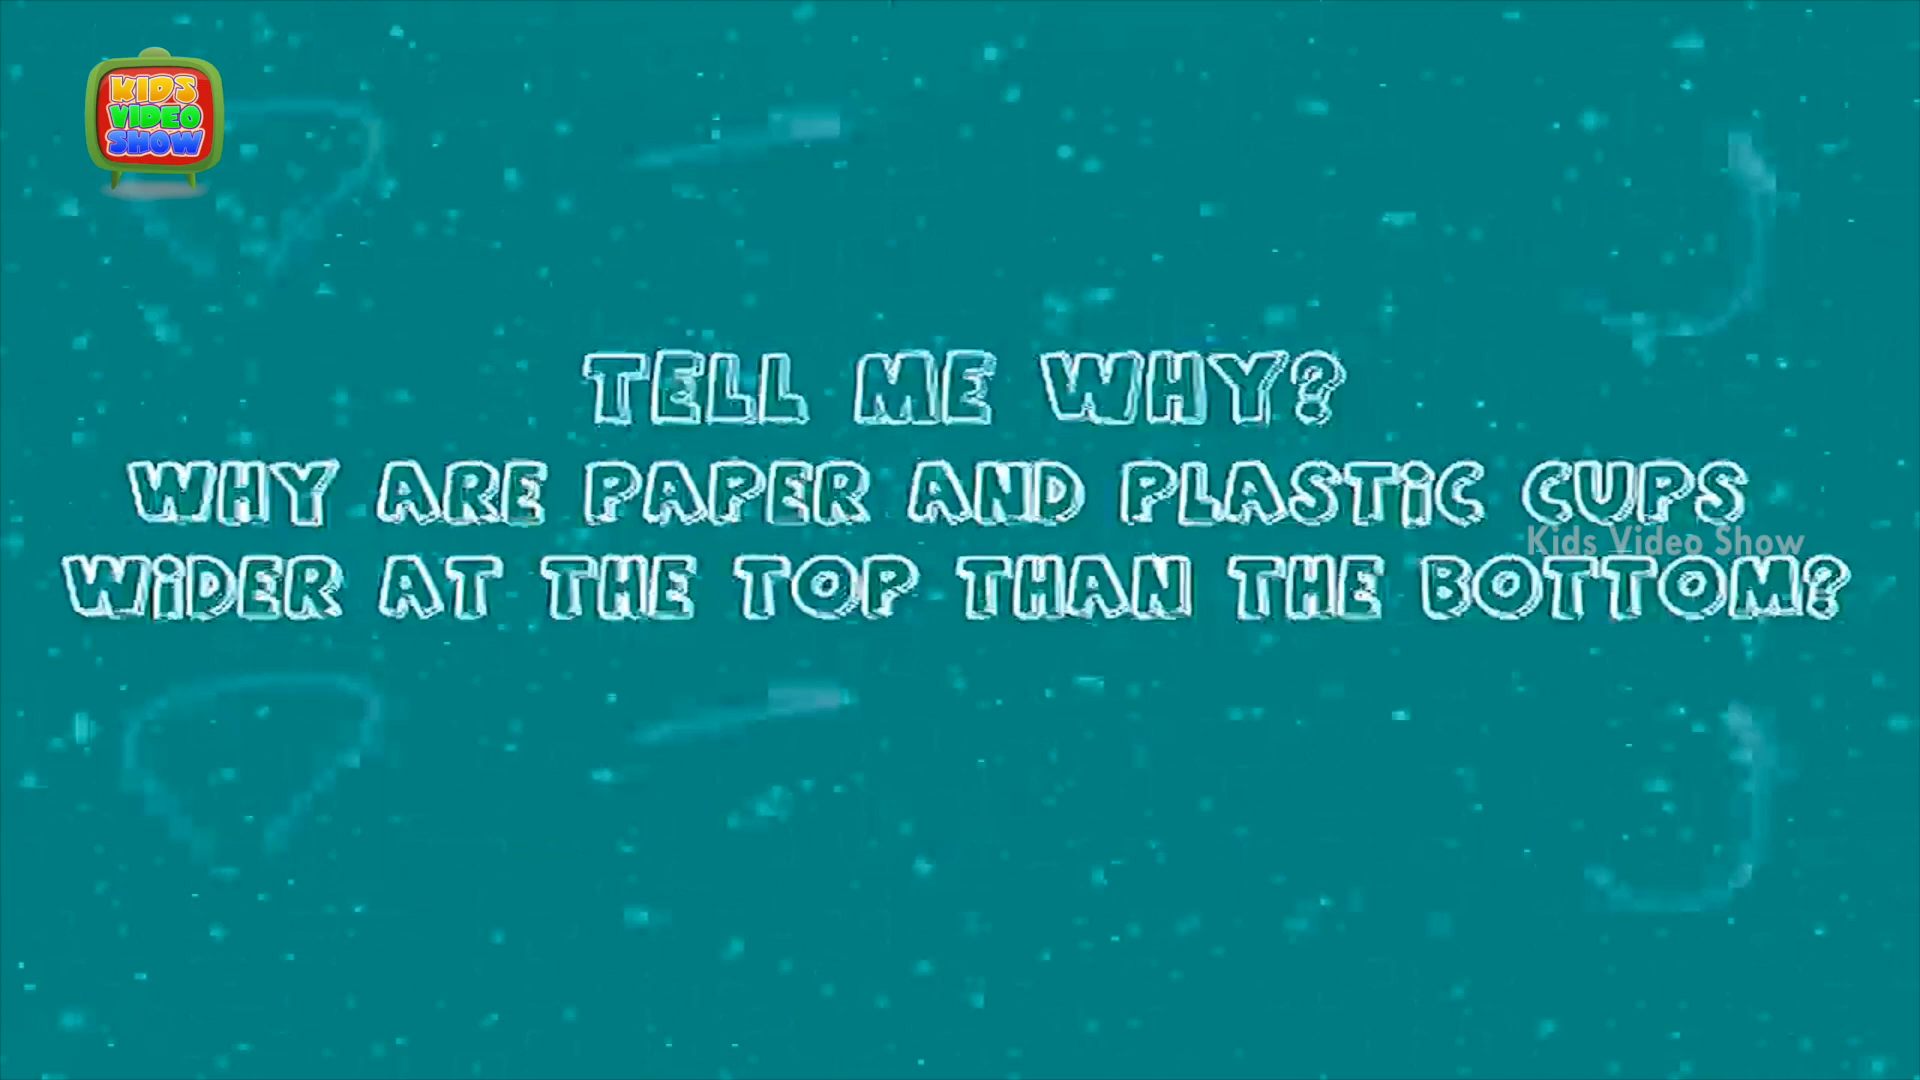 KIDS
VIDEO
SHOW
TELL ME WHY?
WHY ARE PAPER AND PLASTiC CUPS
Kids Video Show
WiDER AT THE TOP THAN THE BOTTOM?